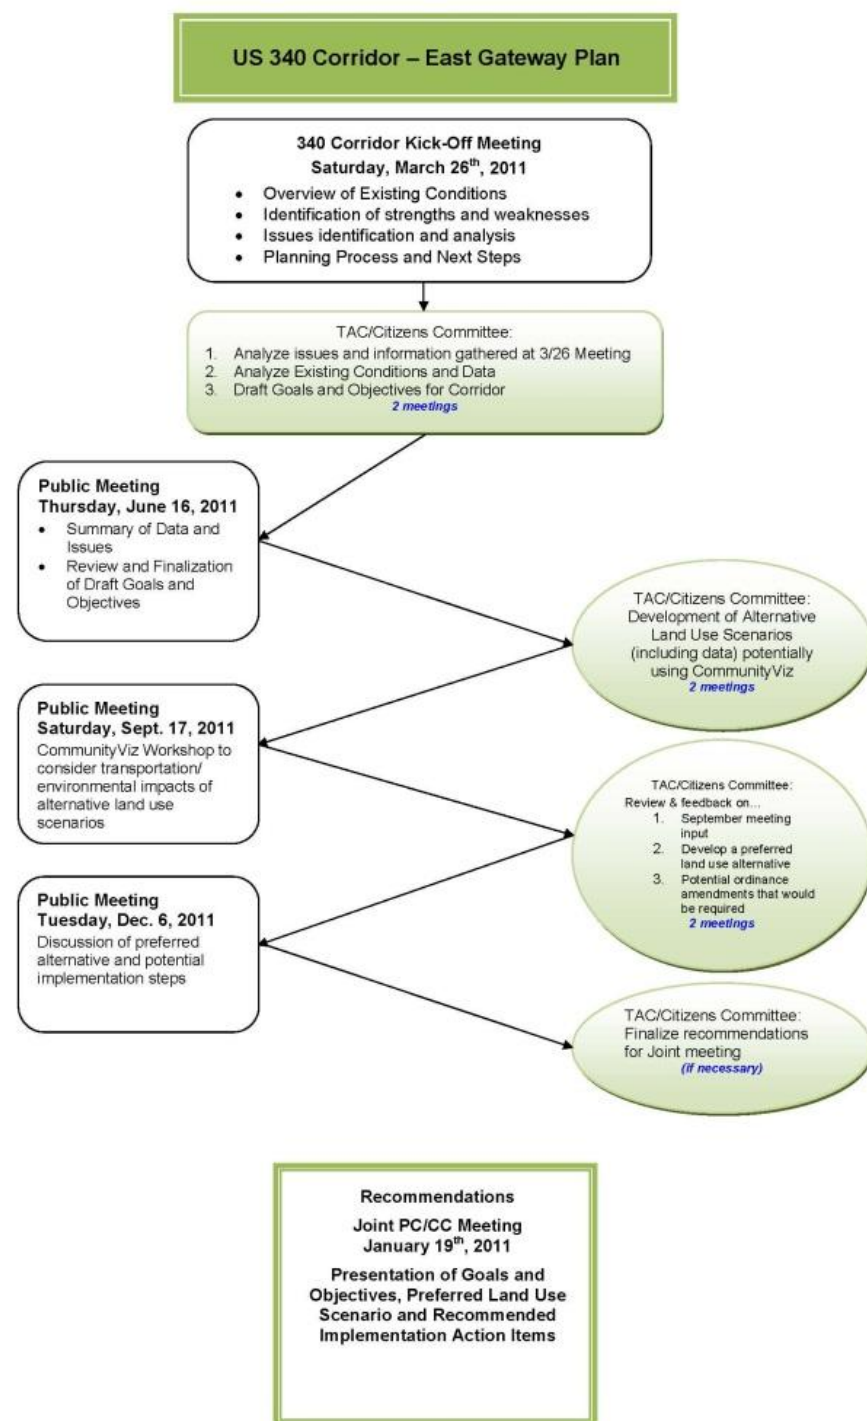 US 340 Corridor – East Gateway Plan
340 Corridor Kick-Off Meeting
Saturday, March 26th, 2011
• Overview of Existing Conditions
• Identification of strengths and weaknesses
• Issues identification and analysis
• Planning Process and Next Steps
TAC/Citizens Committee:
1. Analyze issues and information gathered at 3/26 Meeting
2. Analyze Existing Conditions and Data
3. Draft Goals and Objectives for Corridor
2 meetings
Public Meeting
Thursday, June 16, 2011
• Summary of Data and
Issues
• Review and Finalization
of Draft Goals and
Objectives
TAC/Citizens Committee:
Development of Alternative
Land Use Scenarios
(including data) potentially
using CommunityViz
2 meetings
Public Meeting
Saturday, Sept. 17, 2011
CommunityViz Workshop to
consider transportation/
environmental impacts of
alternative land use
scenarios
TAC/Citizens Committee:
Review & feedback on...
1. September meeting
input
2. Develop a preferred
land use alternative
3. Potential ordinance
amendments that would
be required
2 meetings
Public Meeting
Tuesday, Dec. 6, 2011
Discussion of preferred
alternative and potential
implementation steps
TAC/Citizens Committee:
Finalize recommendations
for Joint meeting
(if necessary)
Recommendations
Joint PC/CC Meeting
January 19th, 2011
Presentation of Goals and
Objectives, Preferred Land Use
Scenario and Recommended
Implementation Action Items